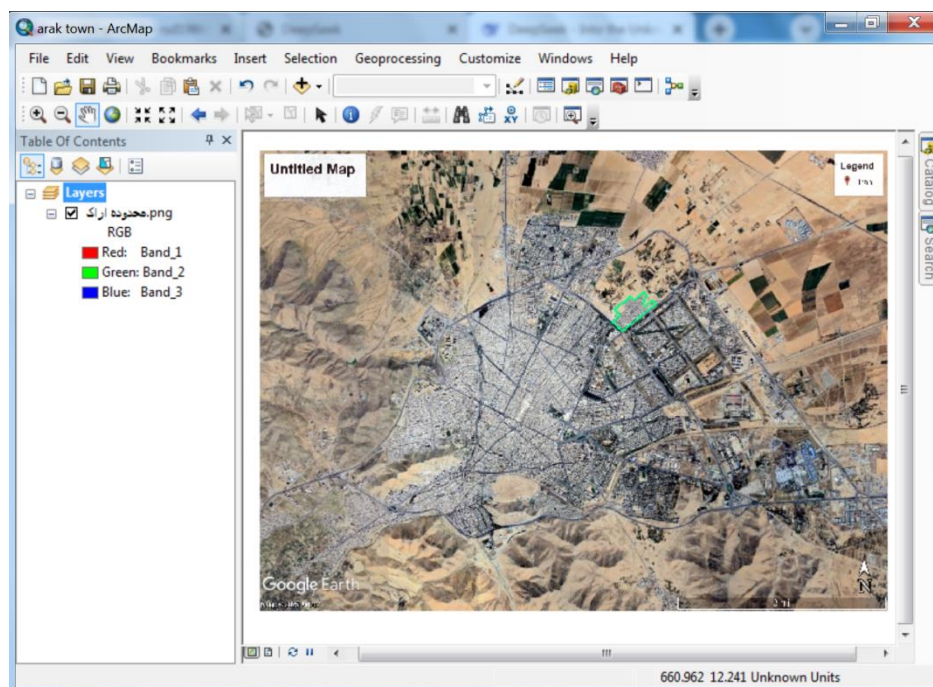 arak town - ArcMap
File Edit View Bookmarks Insert Selection Geoprocessing Customize Windows Help
Table Of Contents
Layers
محدوده اراک.png
RGB
Red: Band_1
Green: Band_2
Blue: Band_3
Untitled Map
Legend
Google Earth
N
Catalog
Search
660.962 12.241 Unknown Units